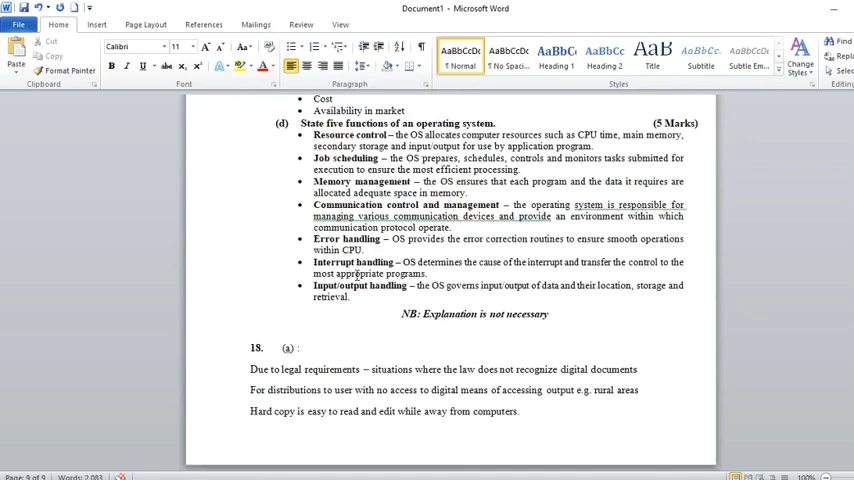 Document1 - Microsoft Word
File Home Insert Page Layout References Mailings Review View
Cut
Copy
Format Painter
Paste
Clipboard
Calibri 11
Font
Paragraph
AaBbCcDc AaBbCcDc AaBbCc AaBbCc AaB AaBbCc. AaBbCcDc
¶ Normal ¶ No Spaci... Heading 1 Heading 2 Title Subtitle Subtle Em...
Change
Styles
Styles
Find
Repla
Select
Editi
• Cost
• Availability in market
(d) State five functions of an operating system. (5 Marks)
• Resource control – the OS allocates computer resources such as CPU time, main memory,
secondary storage and input/output for use by application program.
• Job scheduling – the OS prepares, schedules, controls and monitors tasks submitted for
execution to ensure the most efficient processing.
• Memory management – the OS ensures that each program and the data it requires are
allocated adequate space in memory.
• Communication control and management – the operating system is responsible for
managing various communication devices and provide an environment within which
communication protocol operate.
• Error handling – OS provides the error correction routines to ensure smooth operations
within CPU.
• Interrupt handling – OS determines the cause of the interrupt and transfer the control to the
most appropriate programs.
• Input/output handling – the OS governs input/output of data and their location, storage and
retrieval.
NB: Explanation is not necessary
18. (a) :
Due to legal requirements – situations where the law does not recognize digital documents
For distributions to user with no access to digital means of accessing output e.g. rural areas
Hard copy is easy to read and edit while away from computers.
Page: 9 of 9 Words: 2,083 100%